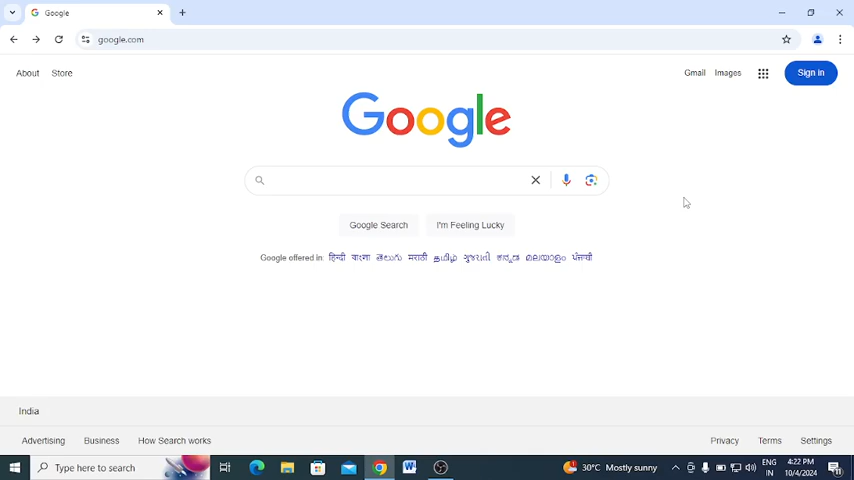 Google
google.com
About Store
Gmail Images Sign in
Google
Google Search I'm Feeling Lucky
Google offered in: हिन्दी বাংলা తెలుగు मराठी தமிழ் ગુજરાતી ಕನ್ನಡ മലയാളം ਪੰਜਾਬੀ
India
Advertising Business How Search works Privacy Terms Settings
Type here to search 30°C Mostly sunny ENG 4:22 PM
IN 10/4/2024